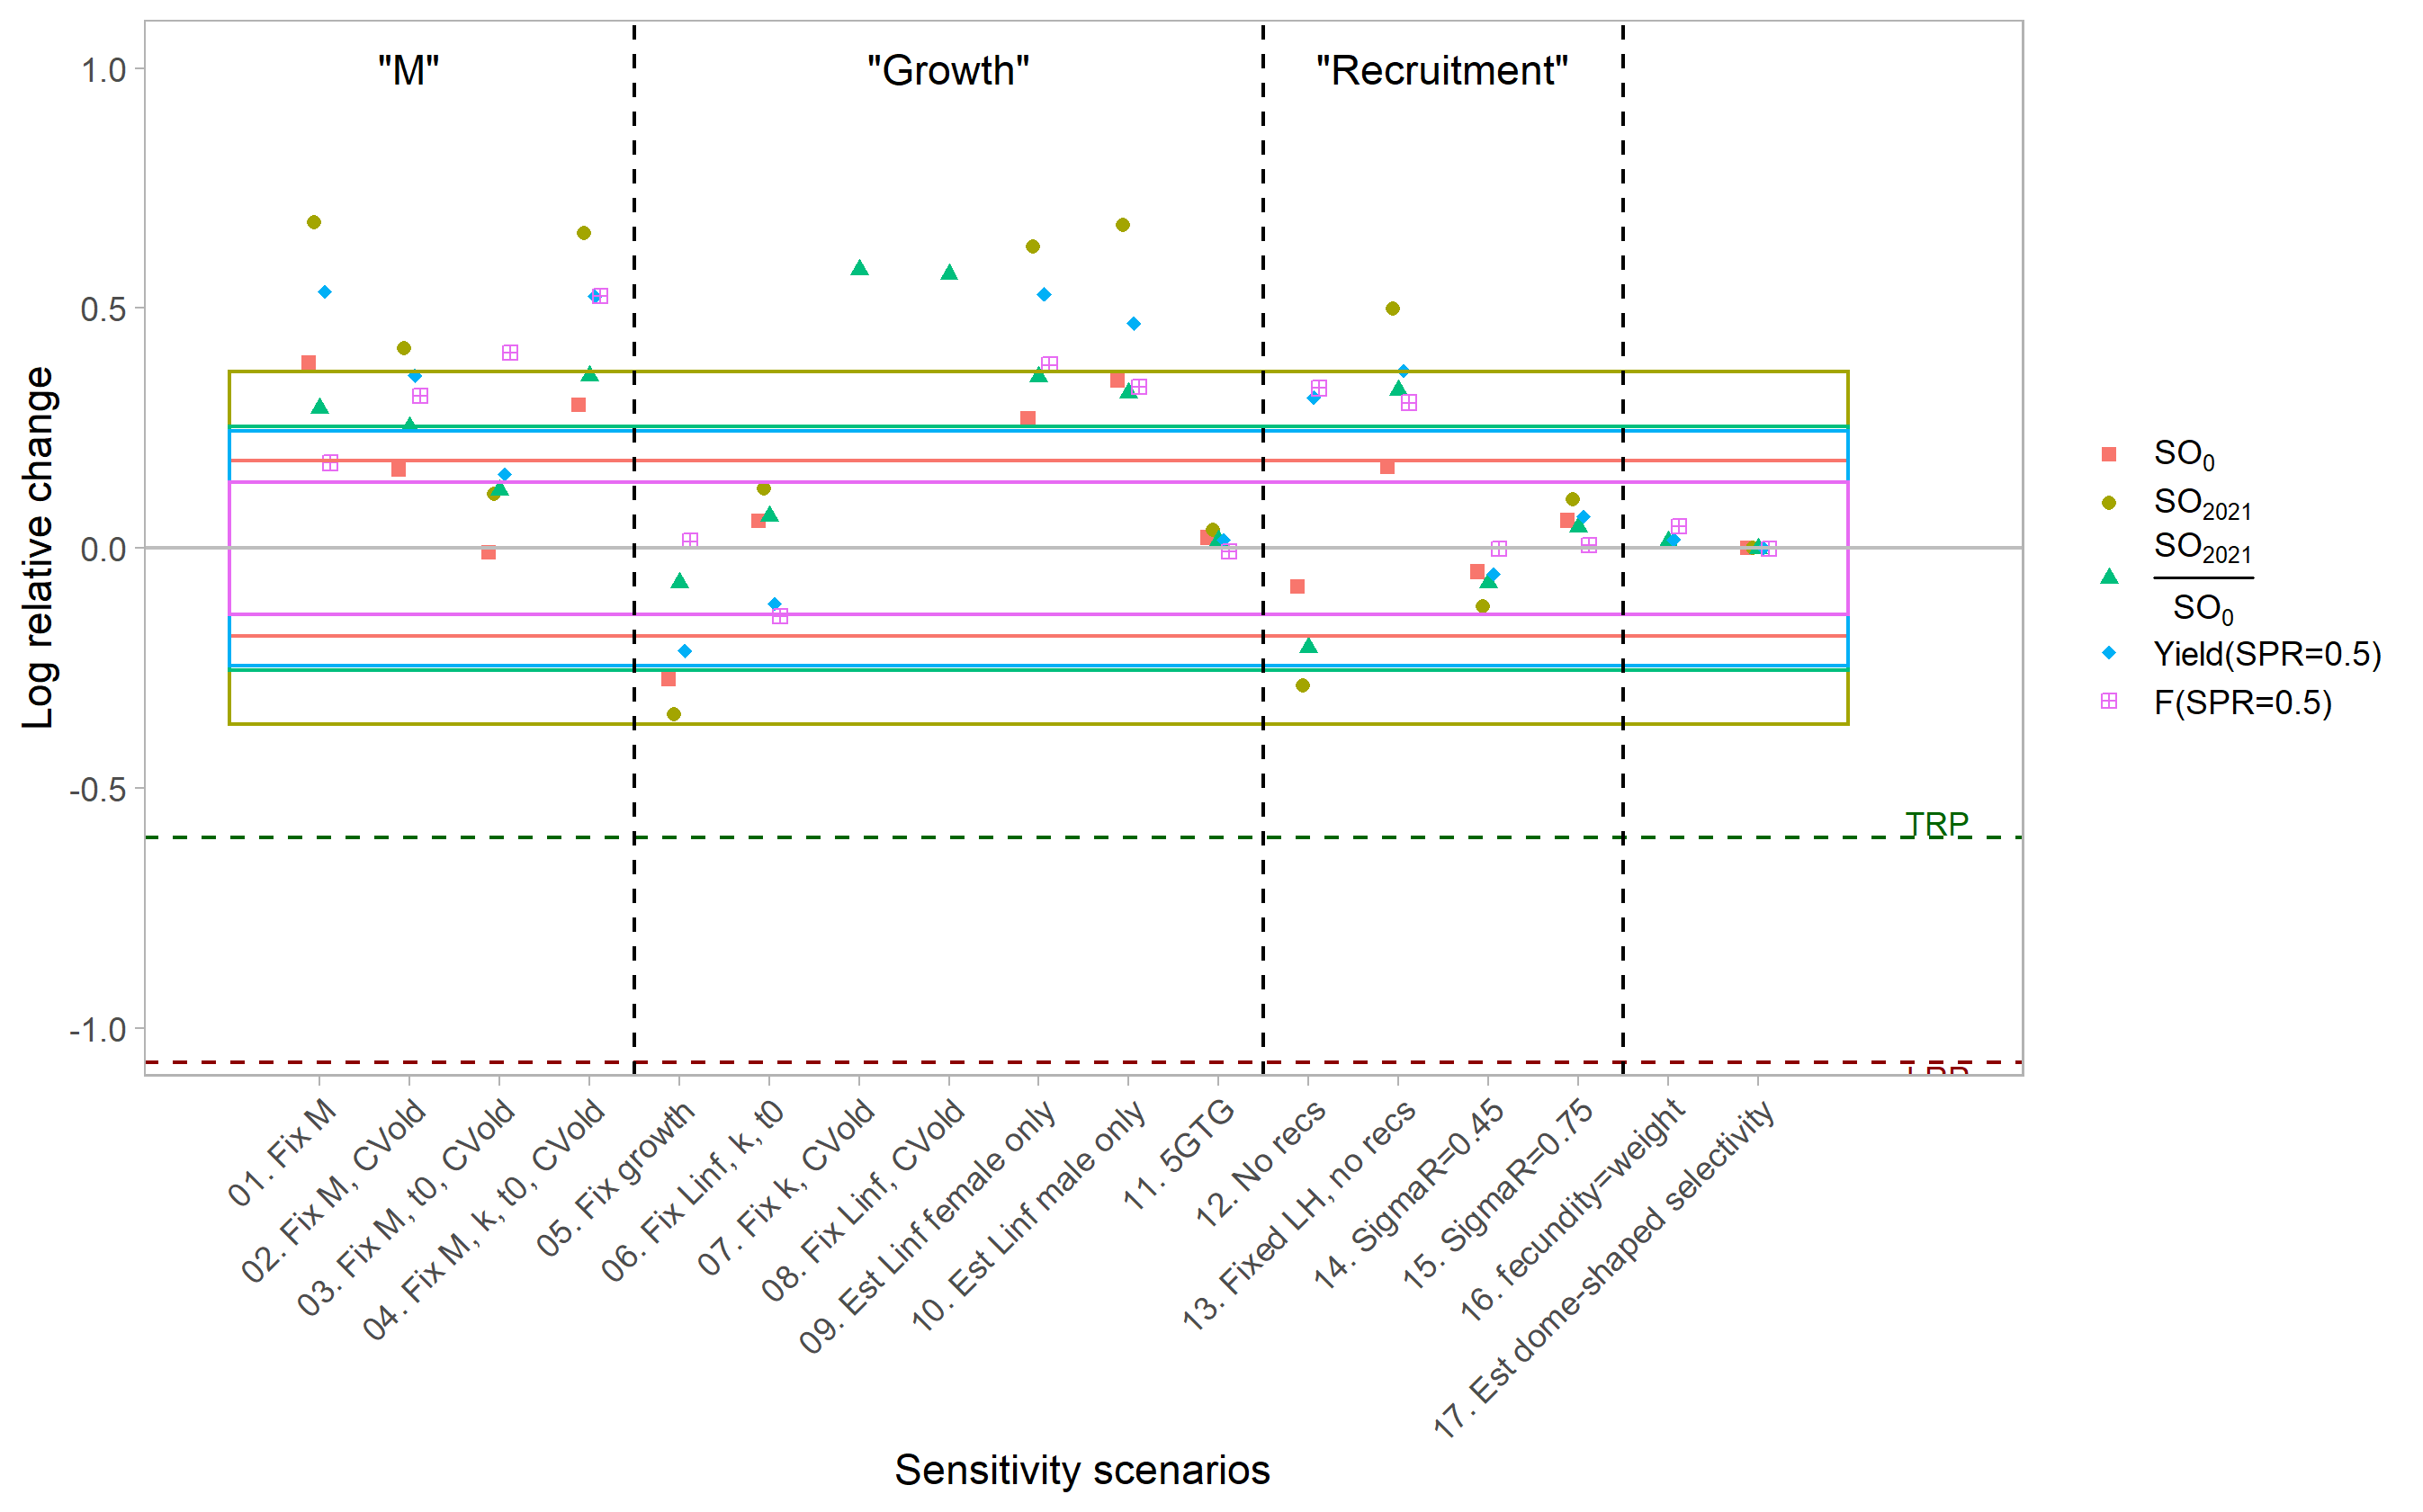 "M"
"Growth"
"Recruitment"
1.0
0.5
0.0
-0.5
-1.0
Log relative change
TRP
LRP
01. Fix M
02. Fix M, CVold
03. Fix M, t0, CVold
04. Fix M, k, t0, CVold
05. Fix growth
06. Fix Linf, k, t0
07. Fix k, CVold
08. Fix Linf, CVold
09. Est Linf female only
10. Est Linf male only
11. 5GTG
12. No recs
13. Fixed LH, no recs
14. SigmaR=0.45
15. SigmaR=0.75
16. fecundity=weight
17. Est dome-shaped selectivity
Sensitivity scenarios
SO0
SO2021
SO2021
SO0
Yield(SPR=0.5)
F(SPR=0.5)